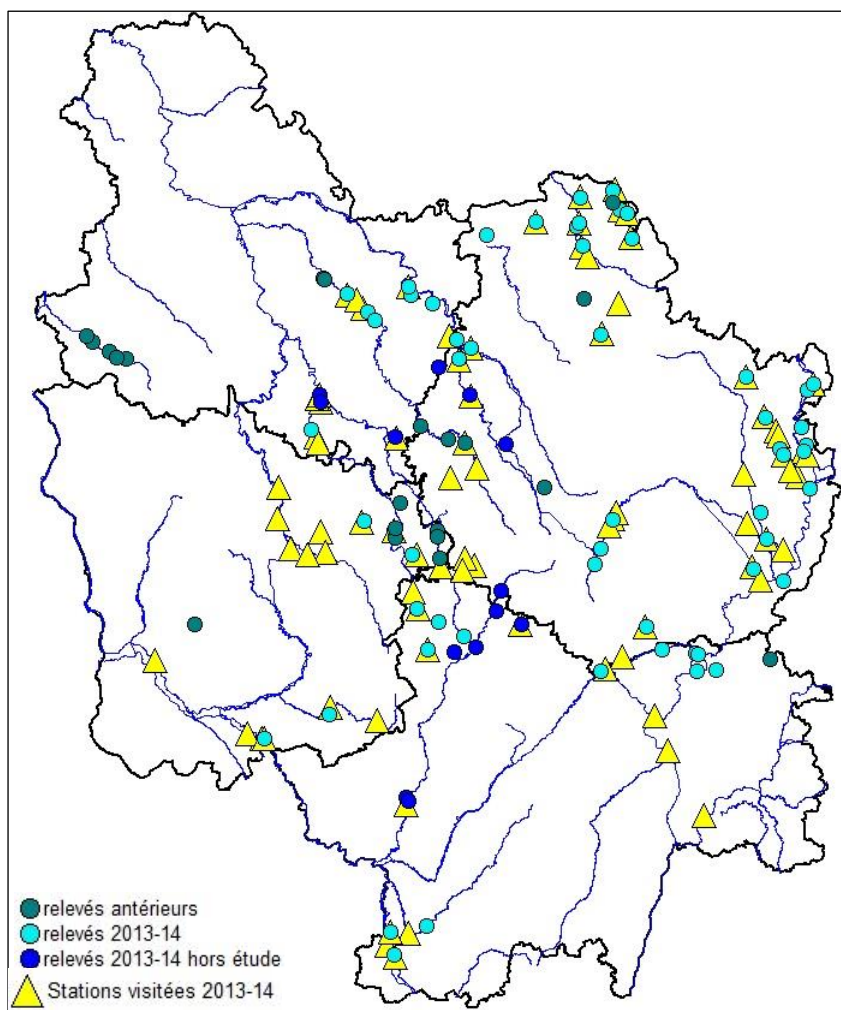 relevés antérieurs
relevés 2013-14
relevés 2013-14 hors étude
Stations visitées 2013-14